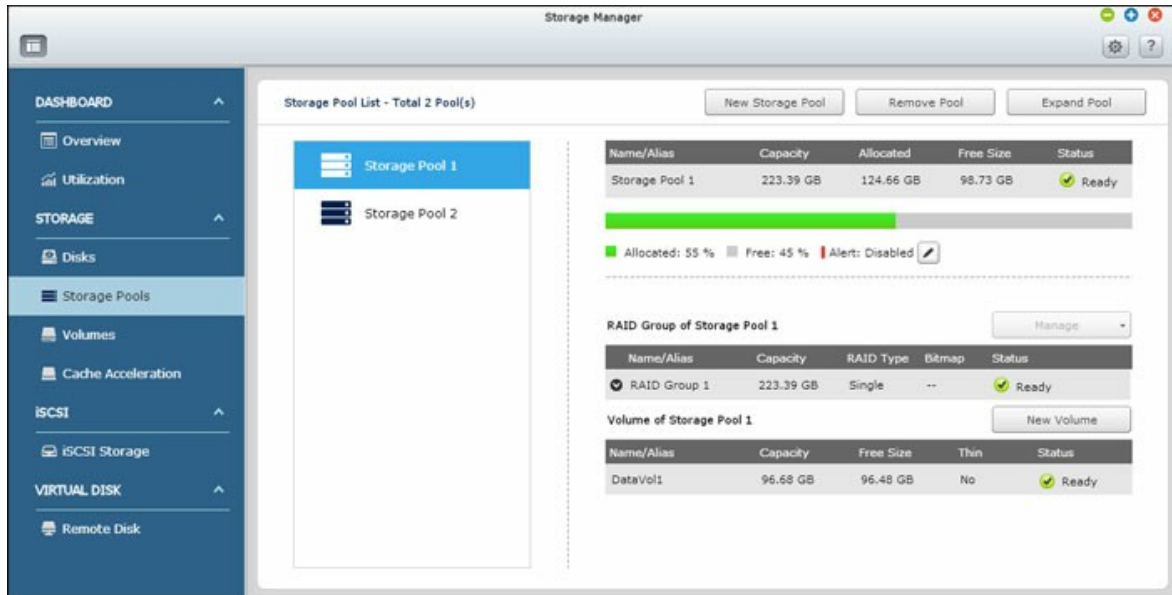 Storage Manager
?
DASHBOARD
Overview
Utilization
STORAGE
Disks
Storage Pools
Volumes
Cache Acceleration
iSCSI
iSCSI Storage
VIRTUAL DISK
Remote Disk
Storage Pool List - Total 2 Pool(s)
New Storage Pool Remove Pool Expand Pool
Storage Pool 1
Storage Pool 2
Name/Alias Capacity Allocated Free Size Status
Storage Pool 1 223.39 GB 124.66 GB 98.73 GB Ready
Allocated: 55 % Free: 45 % Alert: Disabled
RAID Group of Storage Pool 1 Manage
Name/Alias Capacity RAID Type Bitmap Status
RAID Group 1 223.39 GB Single -- Ready
Volume of Storage Pool 1 New Volume
Name/Alias Capacity Free Size Thin Status
DataVol1 96.68 GB 96.48 GB No Ready